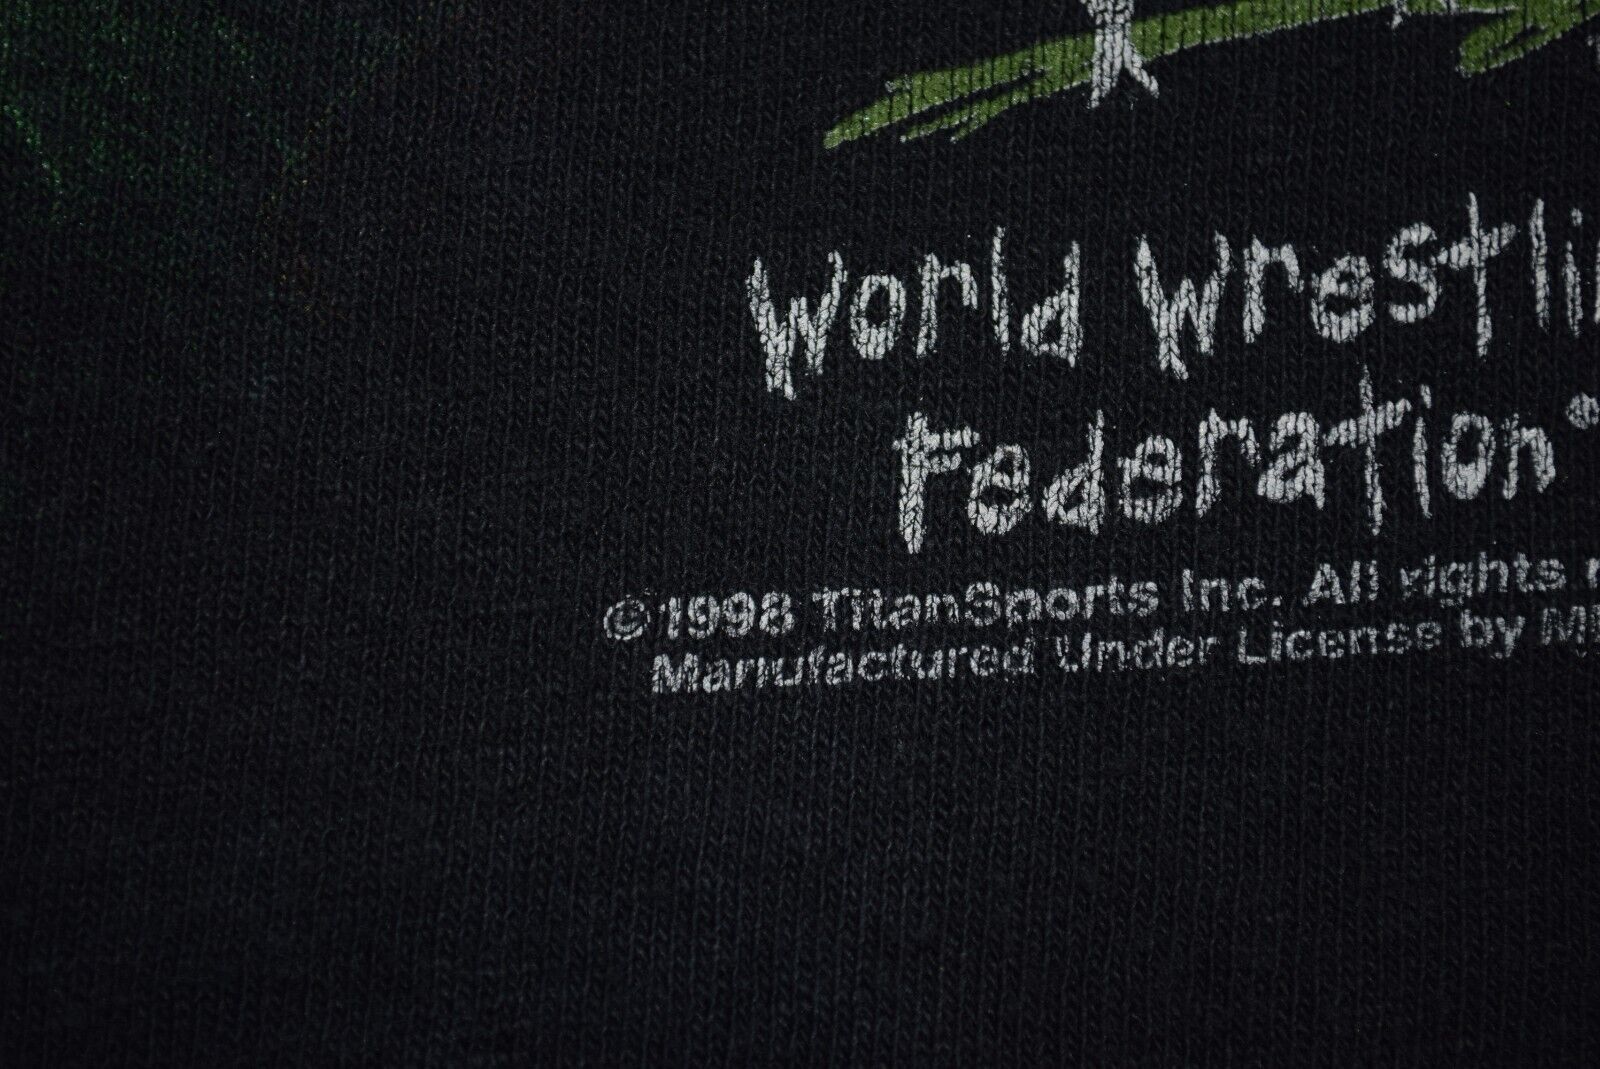 World Wrestli
Federation®
© 1998 TitanSports Inc. All rights
Manufactured Under License by